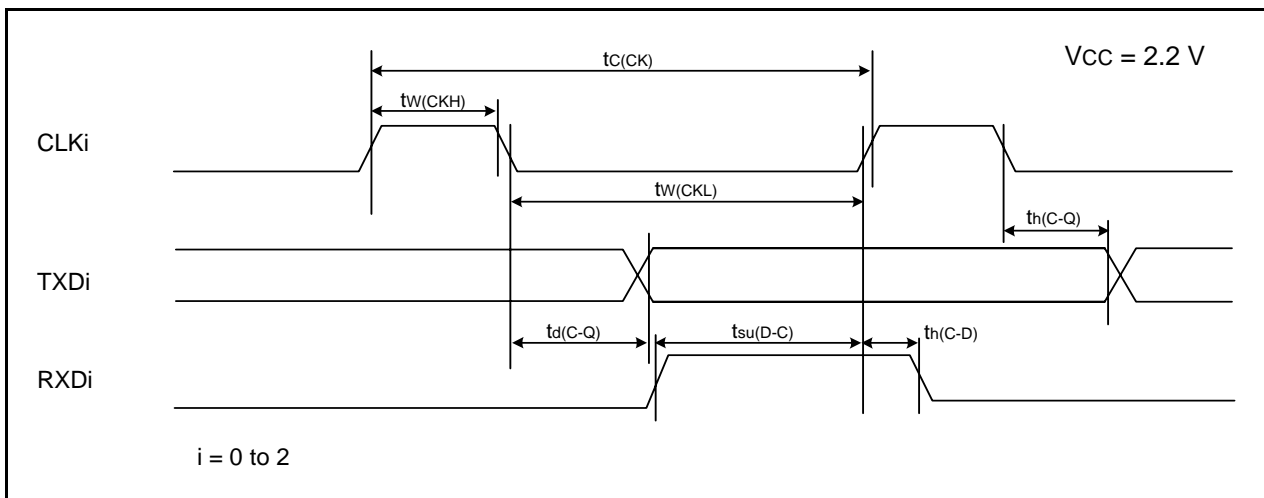 tC(CK)
VCC = 2.2 V
tW(CKH)
CLKi
tW(CKL)
th(C-Q)
TXDi
td(C-Q)
tsu(D-C)
th(C-D)
RXDi
i = 0 to 2